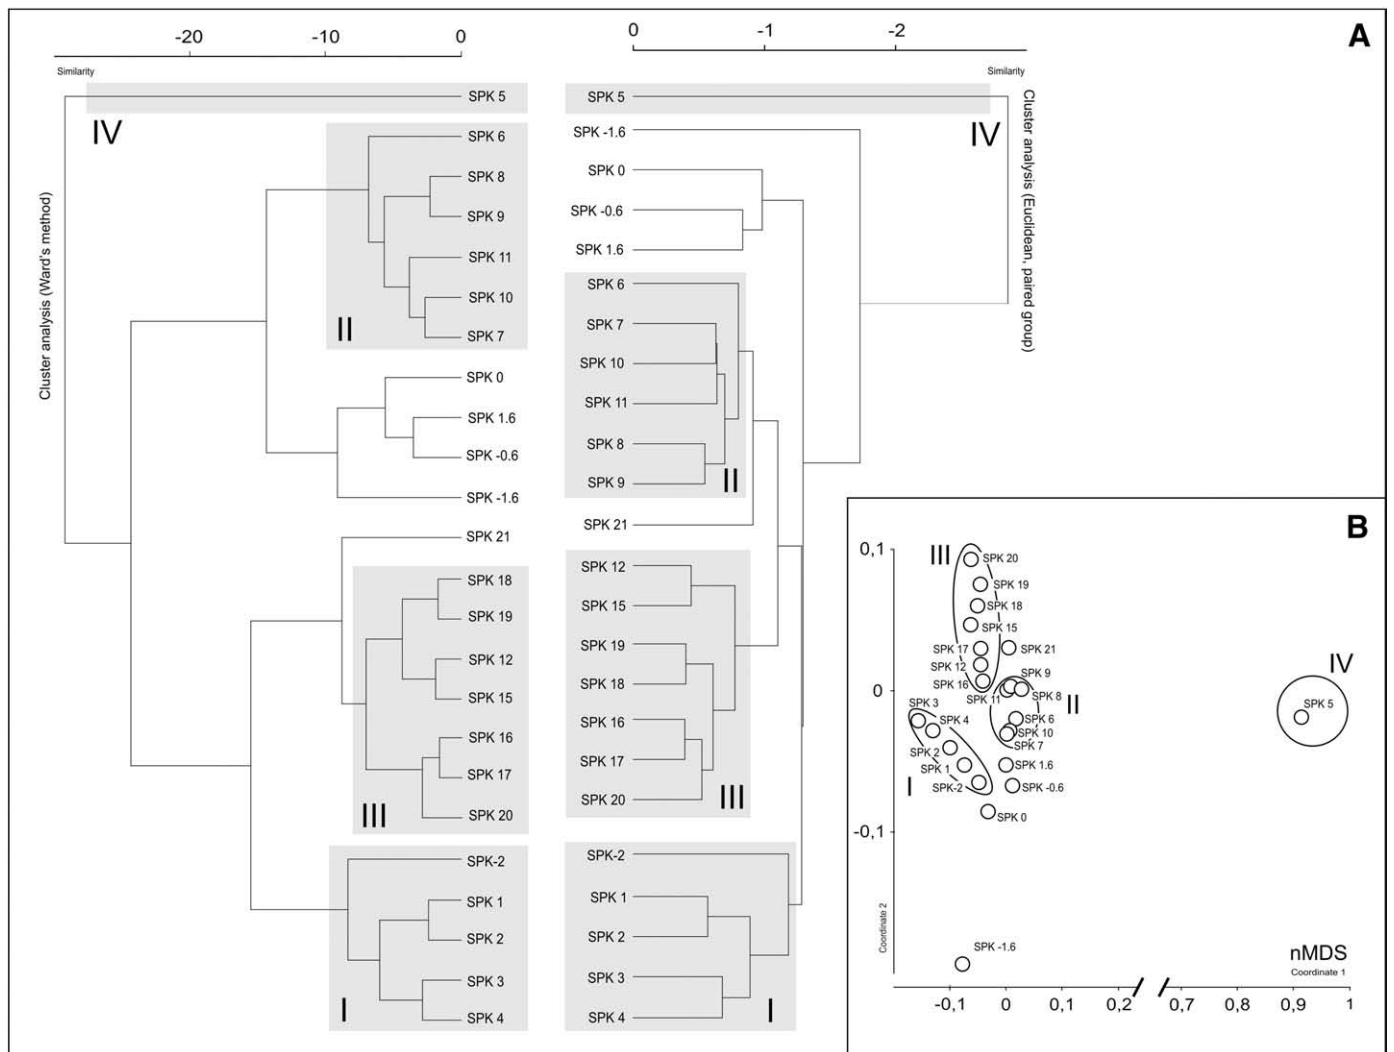 A
-20 -10 0
Similarity
Cluster analysis (Ward's method)
SPK 5
IV
SPK 6
SPK 8
SPK 9
SPK 11
SPK 10
SPK 7
II
SPK 0
SPK 1.6
SPK -0.6
SPK -1.6
SPK 21
SPK 18
SPK 19
SPK 12
SPK 15
SPK 16
SPK 17
SPK 20
III
SPK-2
SPK 1
SPK 2
SPK 3
SPK 4
I
0 -1 -2
Similarity
Cluster analysis (Euclidean, paired group)
SPK 5
IV
SPK -1.6
SPK 0
SPK -0.6
SPK 1.6
SPK 6
SPK 7
SPK 10
SPK 11
SPK 8
SPK 9
II
SPK 21
SPK 12
SPK 15
SPK 19
SPK 18
SPK 16
SPK 17
SPK 20
III
SPK-2
SPK 1
SPK 2
SPK 3
SPK 4
I
B
0,1
0
-0,1
Coordinate 2
III
SPK 20
SPK 19
SPK 18
SPK 15
SPK 17
SPK 21
SPK 12
SPK 16
SPK 9
SPK 11
SPK 8
II
SPK 3
SPK 4
SPK 6
SPK 10
SPK 7
SPK 2
SPK 1
SPK 1.6
SPK-2
SPK -0.6
I
SPK 0
SPK -1.6
IV
SPK 5
nMDS
Coordinate 1
-0,1 0 0,1 0,2 0,7 0,8 0,9 1